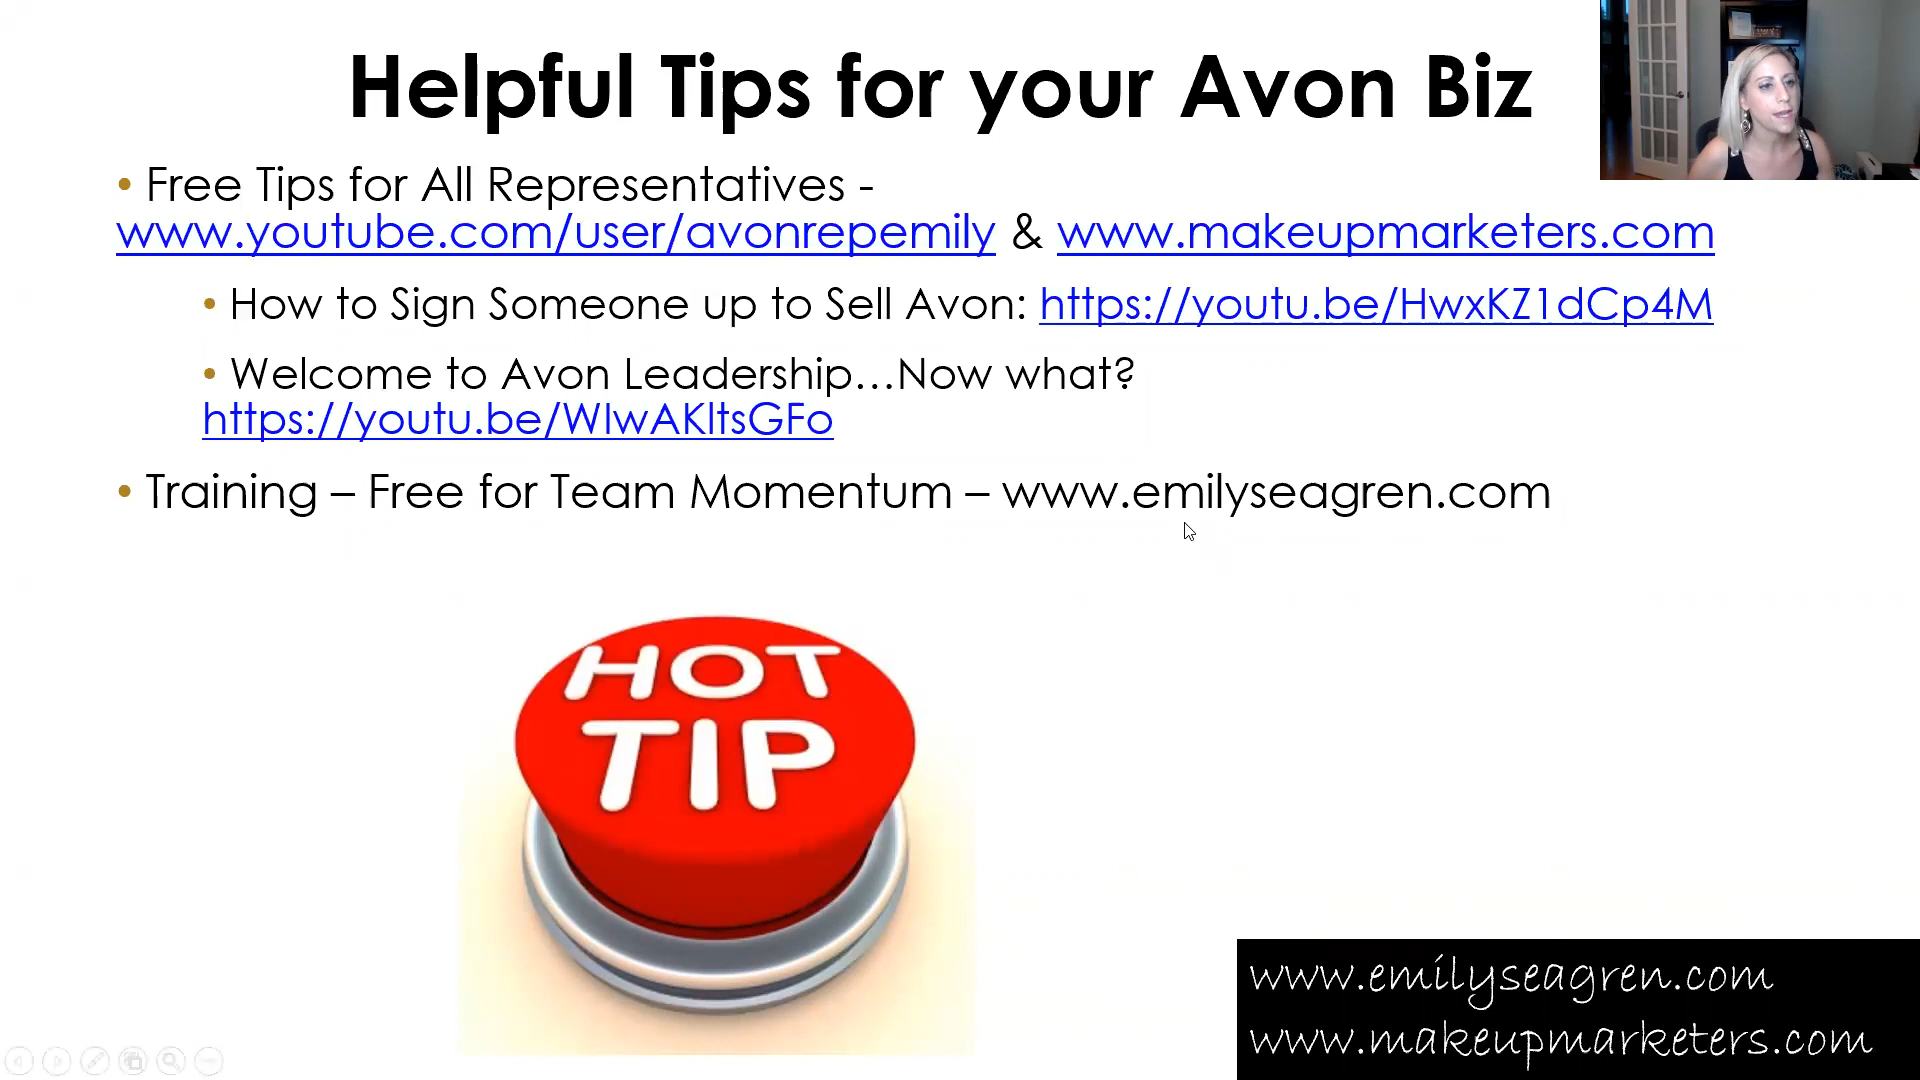 Helpful Tips for your Avon Biz
• Free Tips for All Representatives -
www.youtube.com/user/avonrepemily & www.makeupmarketers.com
• How to Sign Someone up to Sell Avon: https://youtu.be/HwxKZ1dCp4M
• Welcome to Avon Leadership…Now what?
https://youtu.be/WIwAKltsGFo
• Training – Free for Team Momentum – www.emilyseagren.com
HOT
TIP
www.emilyseagren.com
www.makeupmarketers.com